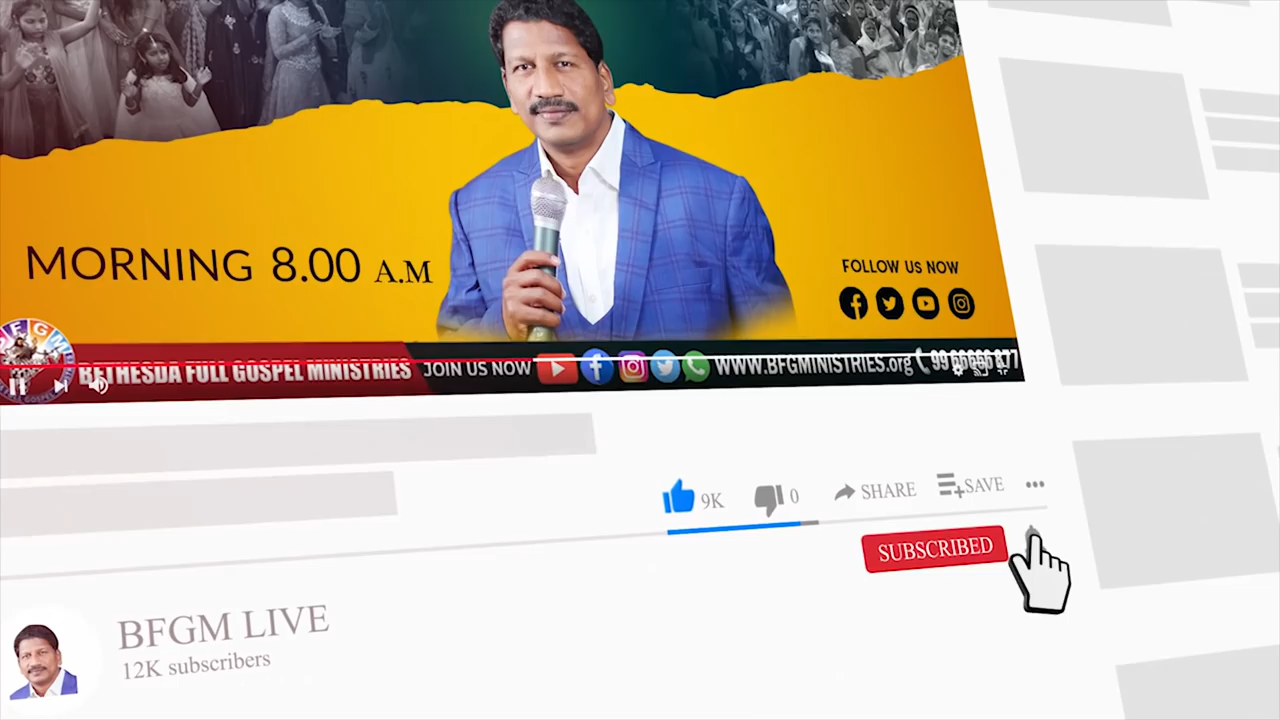 MORNING 8.00 A.M
FOLLOW US NOW
BFGM
BETHESDA FULL GOSPEL MINISTRIES
JOIN US NOW
WWW.BFGMINISTRIES.org
9K
0
SHARE
SAVE
SUBSCRIBED
BFGM LIVE
12K subscribers